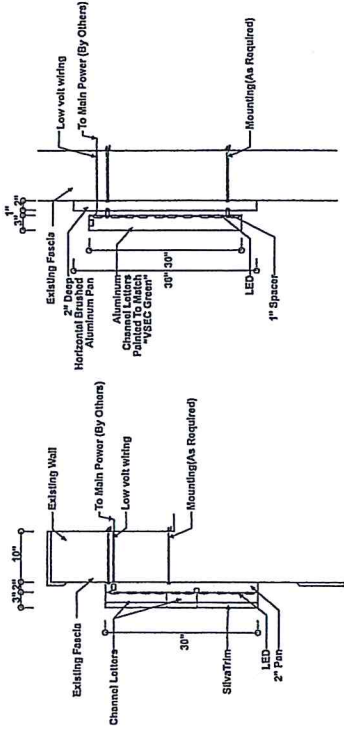 3" 2"
10"
Existing Wall
Existing Fascia
Channel Letters
To Main Power (By Others)
Low volt wiring
Mounting(As Required)
30"
SilvaTrim
LED
2" Pan
1"
3" 2"
Existing Fascia
2" Deep
Horizontal Brushed
Aluminum Pan
Low volt wiring
To Main Power (By Others)
Aluminum
Channel Letters
Painted To Match
"VSEC Green"
30" 30"
Mounting(As Required)
LED
1" Spacer